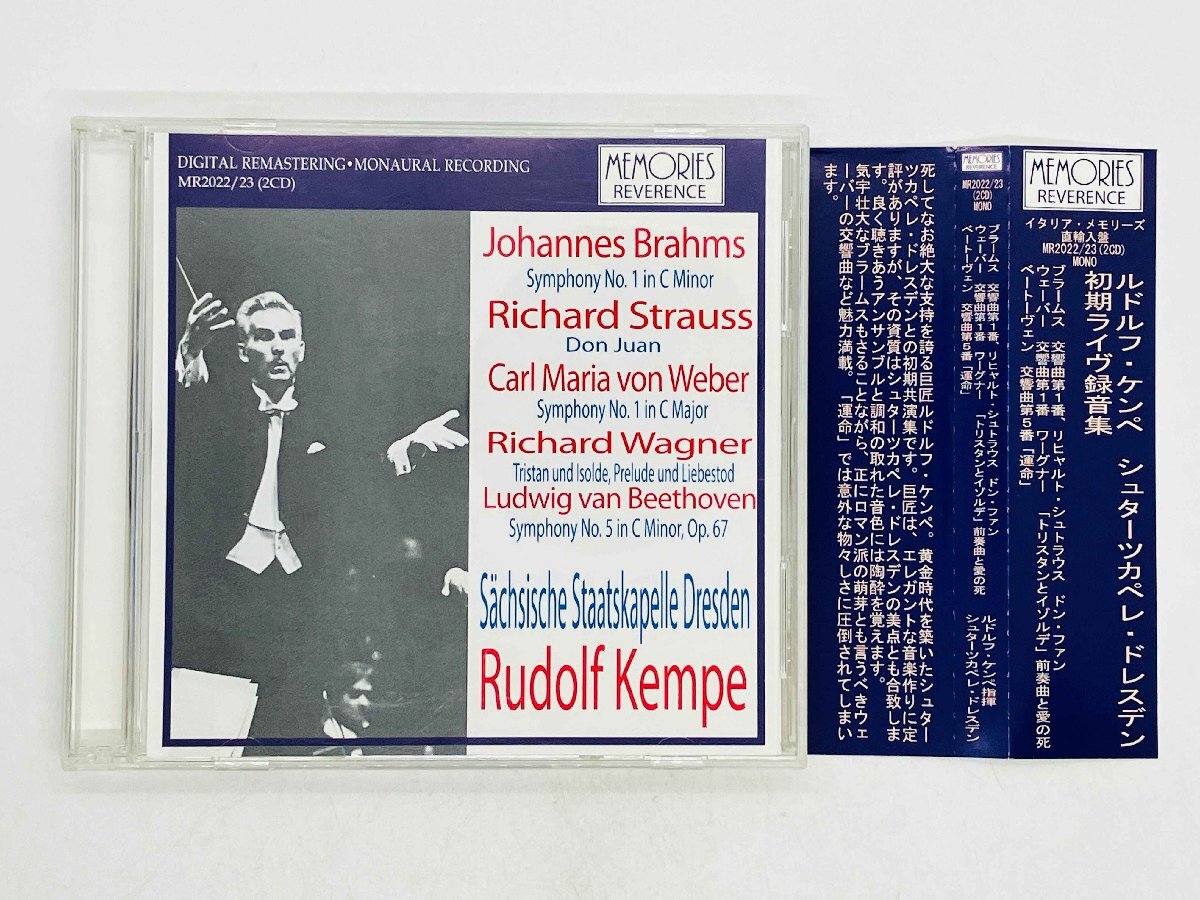 DIGITAL REMASTERING•MONAURAL RECORDING
MR2022/23 (2CD)
MEMORIES
REVERENCE
Johannes Brahms
Symphony No. 1 in C Minor
Richard Strauss
Don Juan
Carl Maria von Weber
Symphony No. 1 in C Major
Richard Wagner
Tristan und Isolde, Prelude und Liebestod
Ludwig van Beethoven
Symphony No. 5 in C Minor, Op. 67
Sächsische Staatskapelle Dresden
Rudolf Kempe
死してなお絶大な支持を誇る巨匠ルドルフ・ケンペ。黄金時代を築いたシュター
ツカペレ・ドレスデンとの初期共演集です。巨匠は、エレガントな音楽作りに定
評がありますが、その資質はシュターツカペレ・ドレスデンの美点とも合致しま
す。良く聴きあうアンサンブルと調和の取れた音色には陶酔を覚えます。
気宇壮大なブラームスもさることながら、正にロマン派の萌芽とも言うべきウェ
ーバーの交響曲など魅力満載。「運命」では意外な物々しさに圧倒されてしまい
ます。
MEMORIES
REVERENCE
MR2022/23
(2CD)
MONO
ブラームス 交響曲第1番、リヒャルト・シュトラウス ドン・ファン
ウェーバー 交響曲第1番 ワーグナー 「トリスタンとイゾルデ」前奏曲と愛の死
ベートーヴェン 交響曲第5番「運命」
ルドルフ・ケンペ指揮
シュターツカペレ・ドレスデン
MEMORIES
REVERENCE
イタリア・メモリーズ
直輸入盤
MR2022/23(2CD)
MONO
ルドルフ・ケンペ シュターツカペレ・ドレスデン
初期ライヴ録音集
ブラームス 交響曲第1番、リヒャルト・シュトラウス ドン・ファン
ウェーバー 交響曲第1番 ワーグナー 「トリスタンとイゾルデ」前奏曲と愛の死
ベートーヴェン 交響曲第5番「運命」